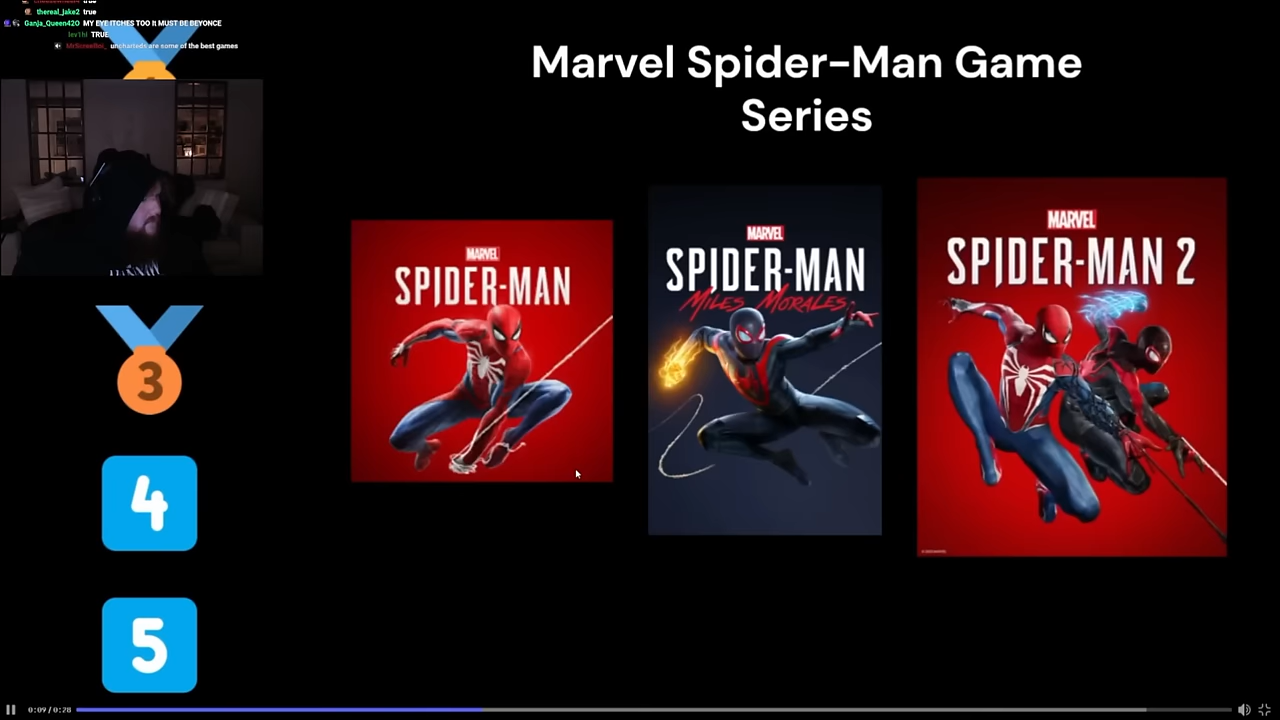 thereal_jake2 true
Ganja_Queen420 MY EYE ITCHES TOO It MUST BE BEYONCE
lev1hl TRUE
uncharteds are some of the best games
Marvel Spider-Man Game
Series
MARVEL
SPIDER-MAN
MARVEL
SPIDER-MAN
MILES MORALES
MARVEL
SPIDER-MAN 2
3
4
5
0:09 / 0:28